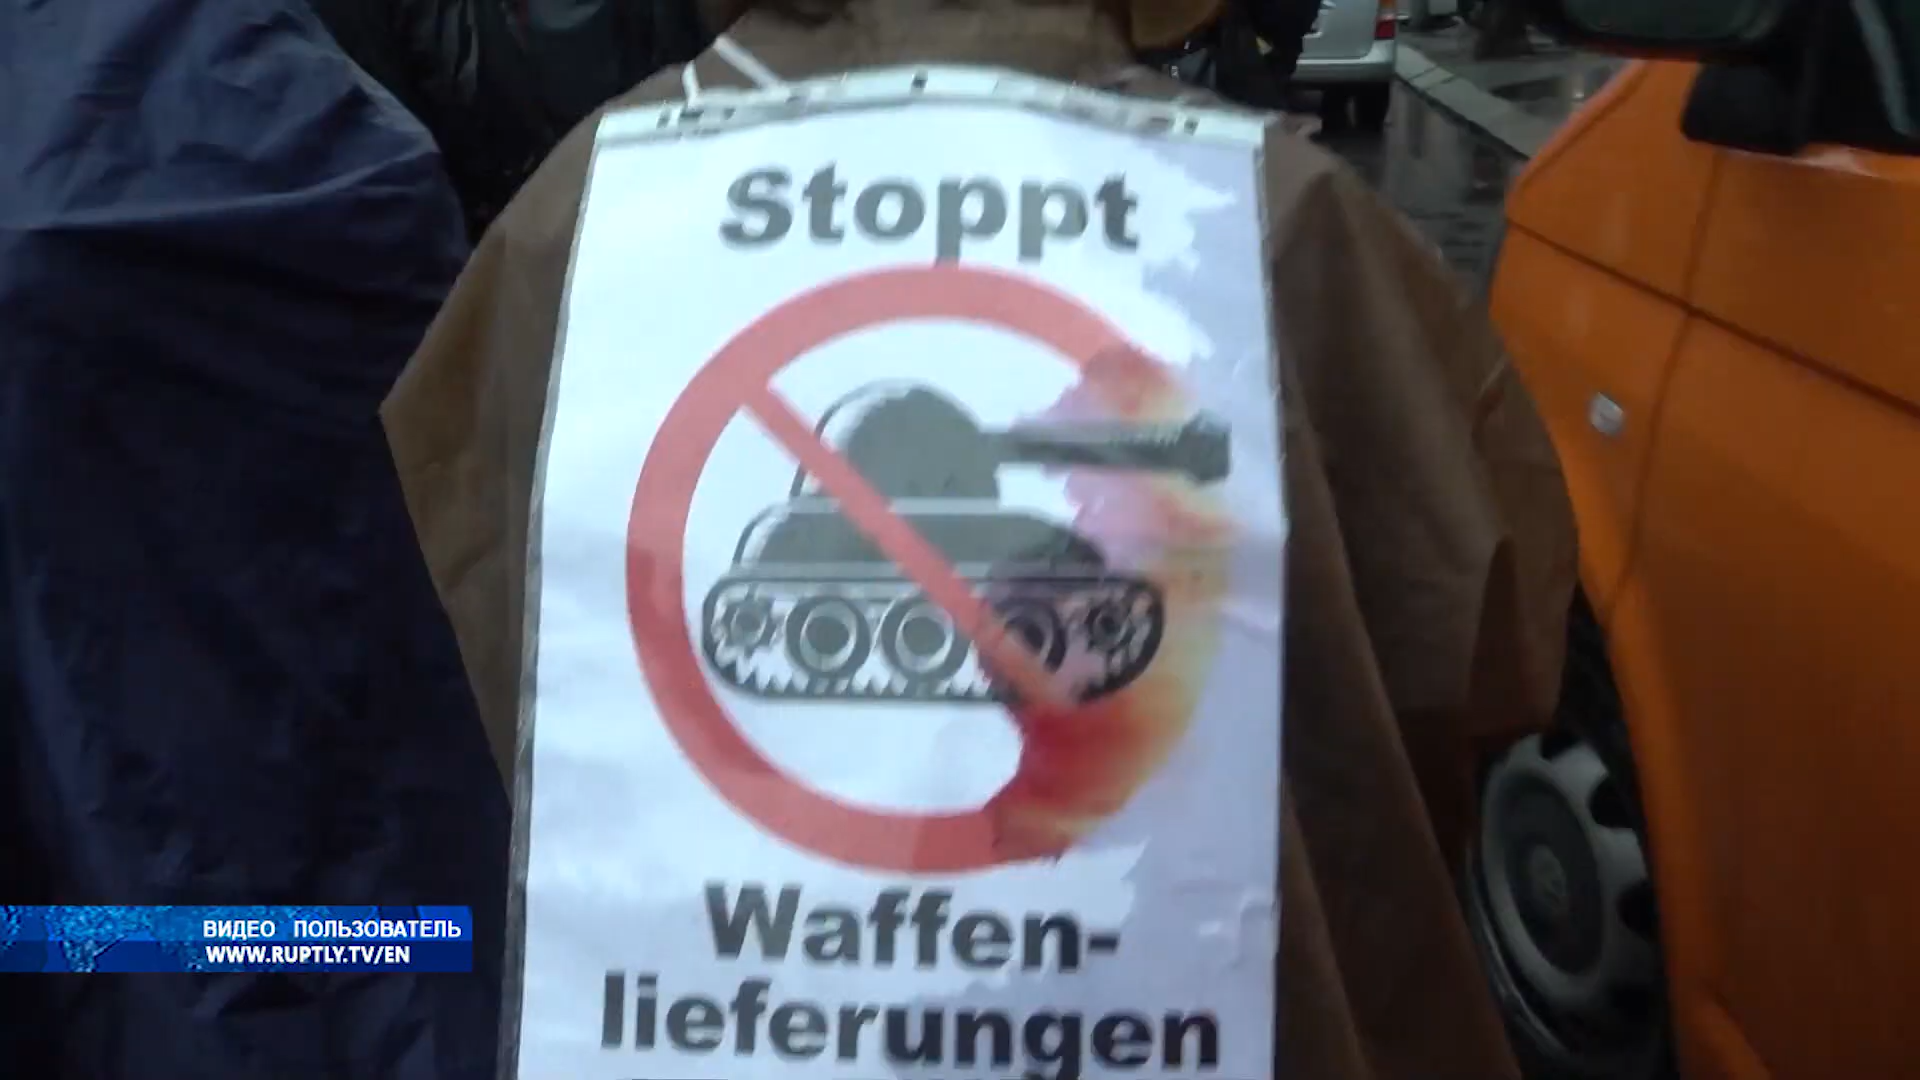 Stoppt
Waffen-
lieferungen
ВИДЕО ПОЛЬЗОВАТЕЛЬ
WWW.RUPTLY.TV/EN